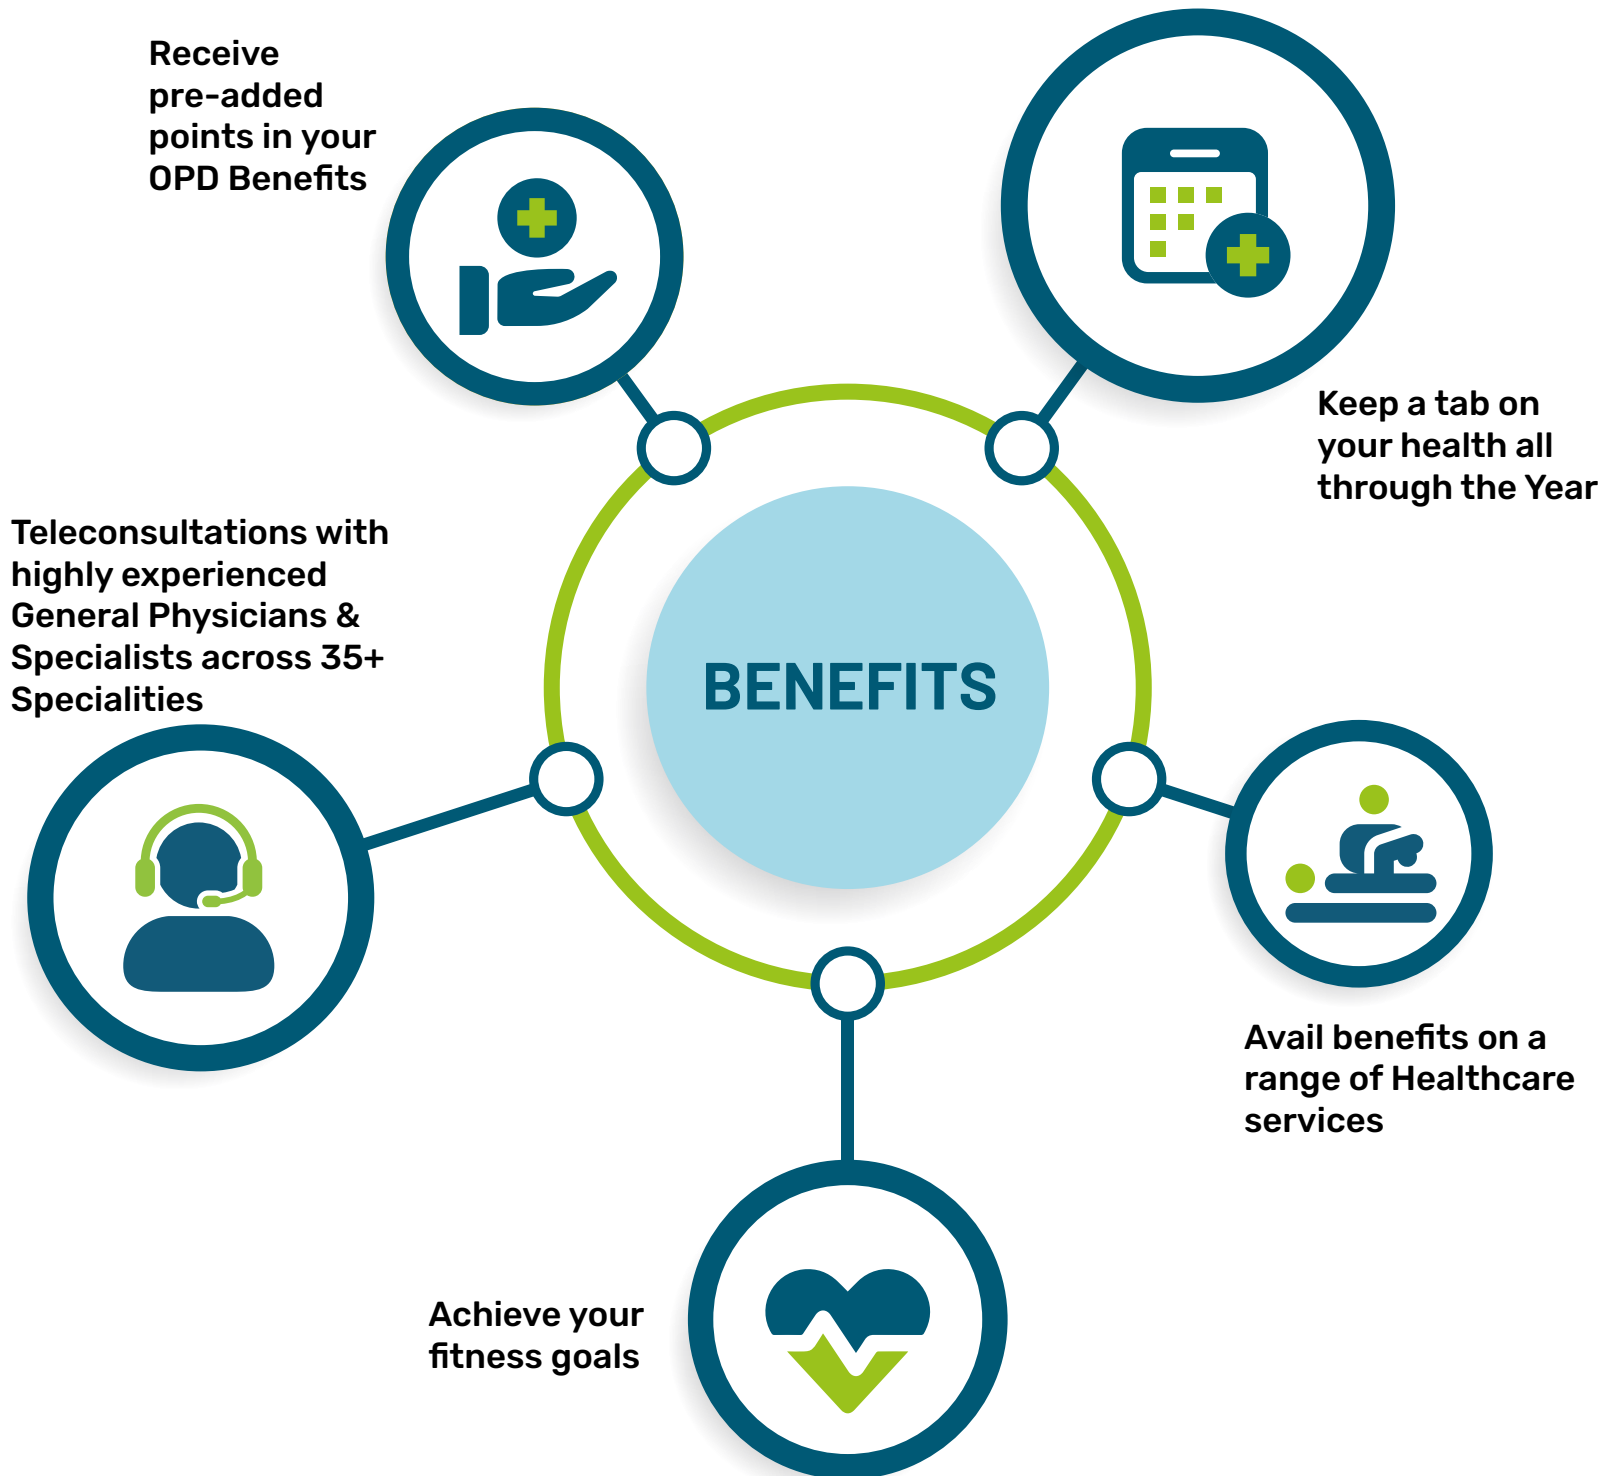 Receive
pre-added
points in your
OPD Benefits
Keep a tab on
your health all
through the Year
Teleconsultations with
highly experienced
General Physicians &
Specialists across 35+
Specialities
BENEFITS
Avail benefits on a
range of Healthcare
services
Achieve your
fitness goals